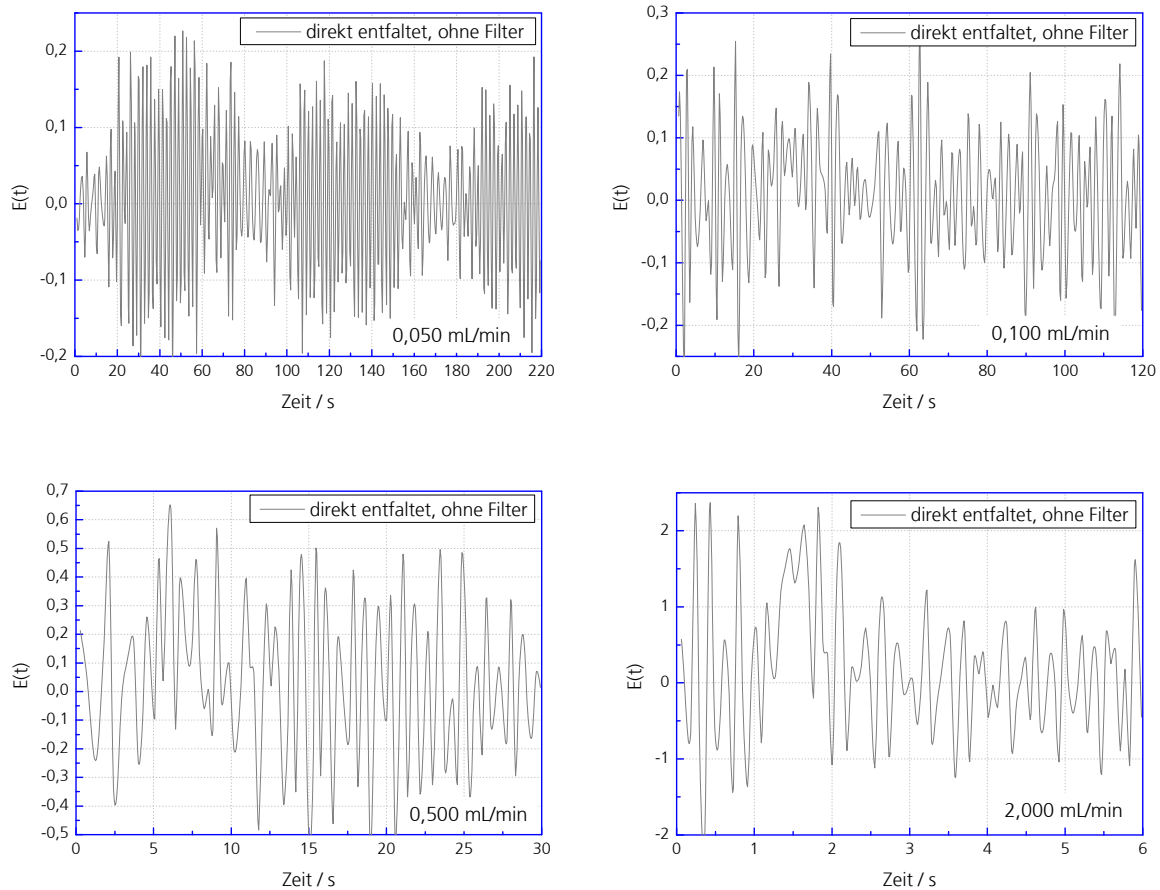 direkt entfaltet, ohne Filter
0,2
0,1
0,0
-0,1
-0,2
E(t)
0,050 mL/min
0 20 40 60 80 100 120 140 160 180 200 220
Zeit / s
direkt entfaltet, ohne Filter
0,3
0,2
0,1
0,0
-0,1
-0,2
E(t)
0,100 mL/min
0 20 40 60 80 100 120
Zeit / s
direkt entfaltet, ohne Filter
0,7
0,6
0,5
0,4
0,3
0,2
0,1
0,0
-0,1
-0,2
-0,3
-0,4
-0,5
E(t)
0,500 mL/min
0 5 10 15 20 25 30
Zeit / s
direkt entfaltet, ohne Filter
2
1
0
-1
-2
E(t)
2,000 mL/min
0 1 2 3 4 5 6
Zeit / s